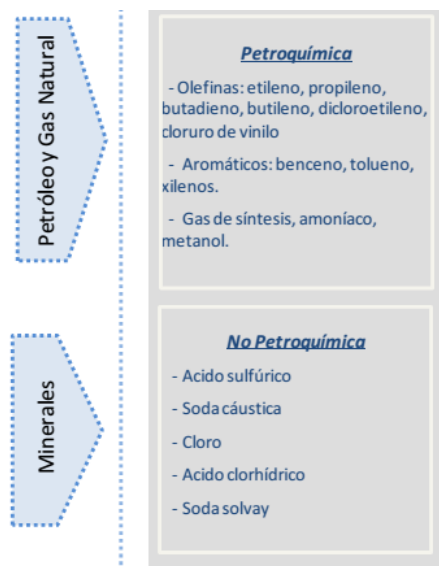 Petróleo y Gas Natural
Petroquímica
- Olefinas: etileno, propileno,
butadieno, butileno, dicloroetileno,
cloruro de vinilo
- Aromáticos: benceno, tolueno,
xilenos.
- Gas de síntesis, amoníaco,
metanol.
Minerales
No Petroquímica
- Acido sulfúrico
- Soda cáustica
- Cloro
- Acido clorhídrico
- Soda solvay